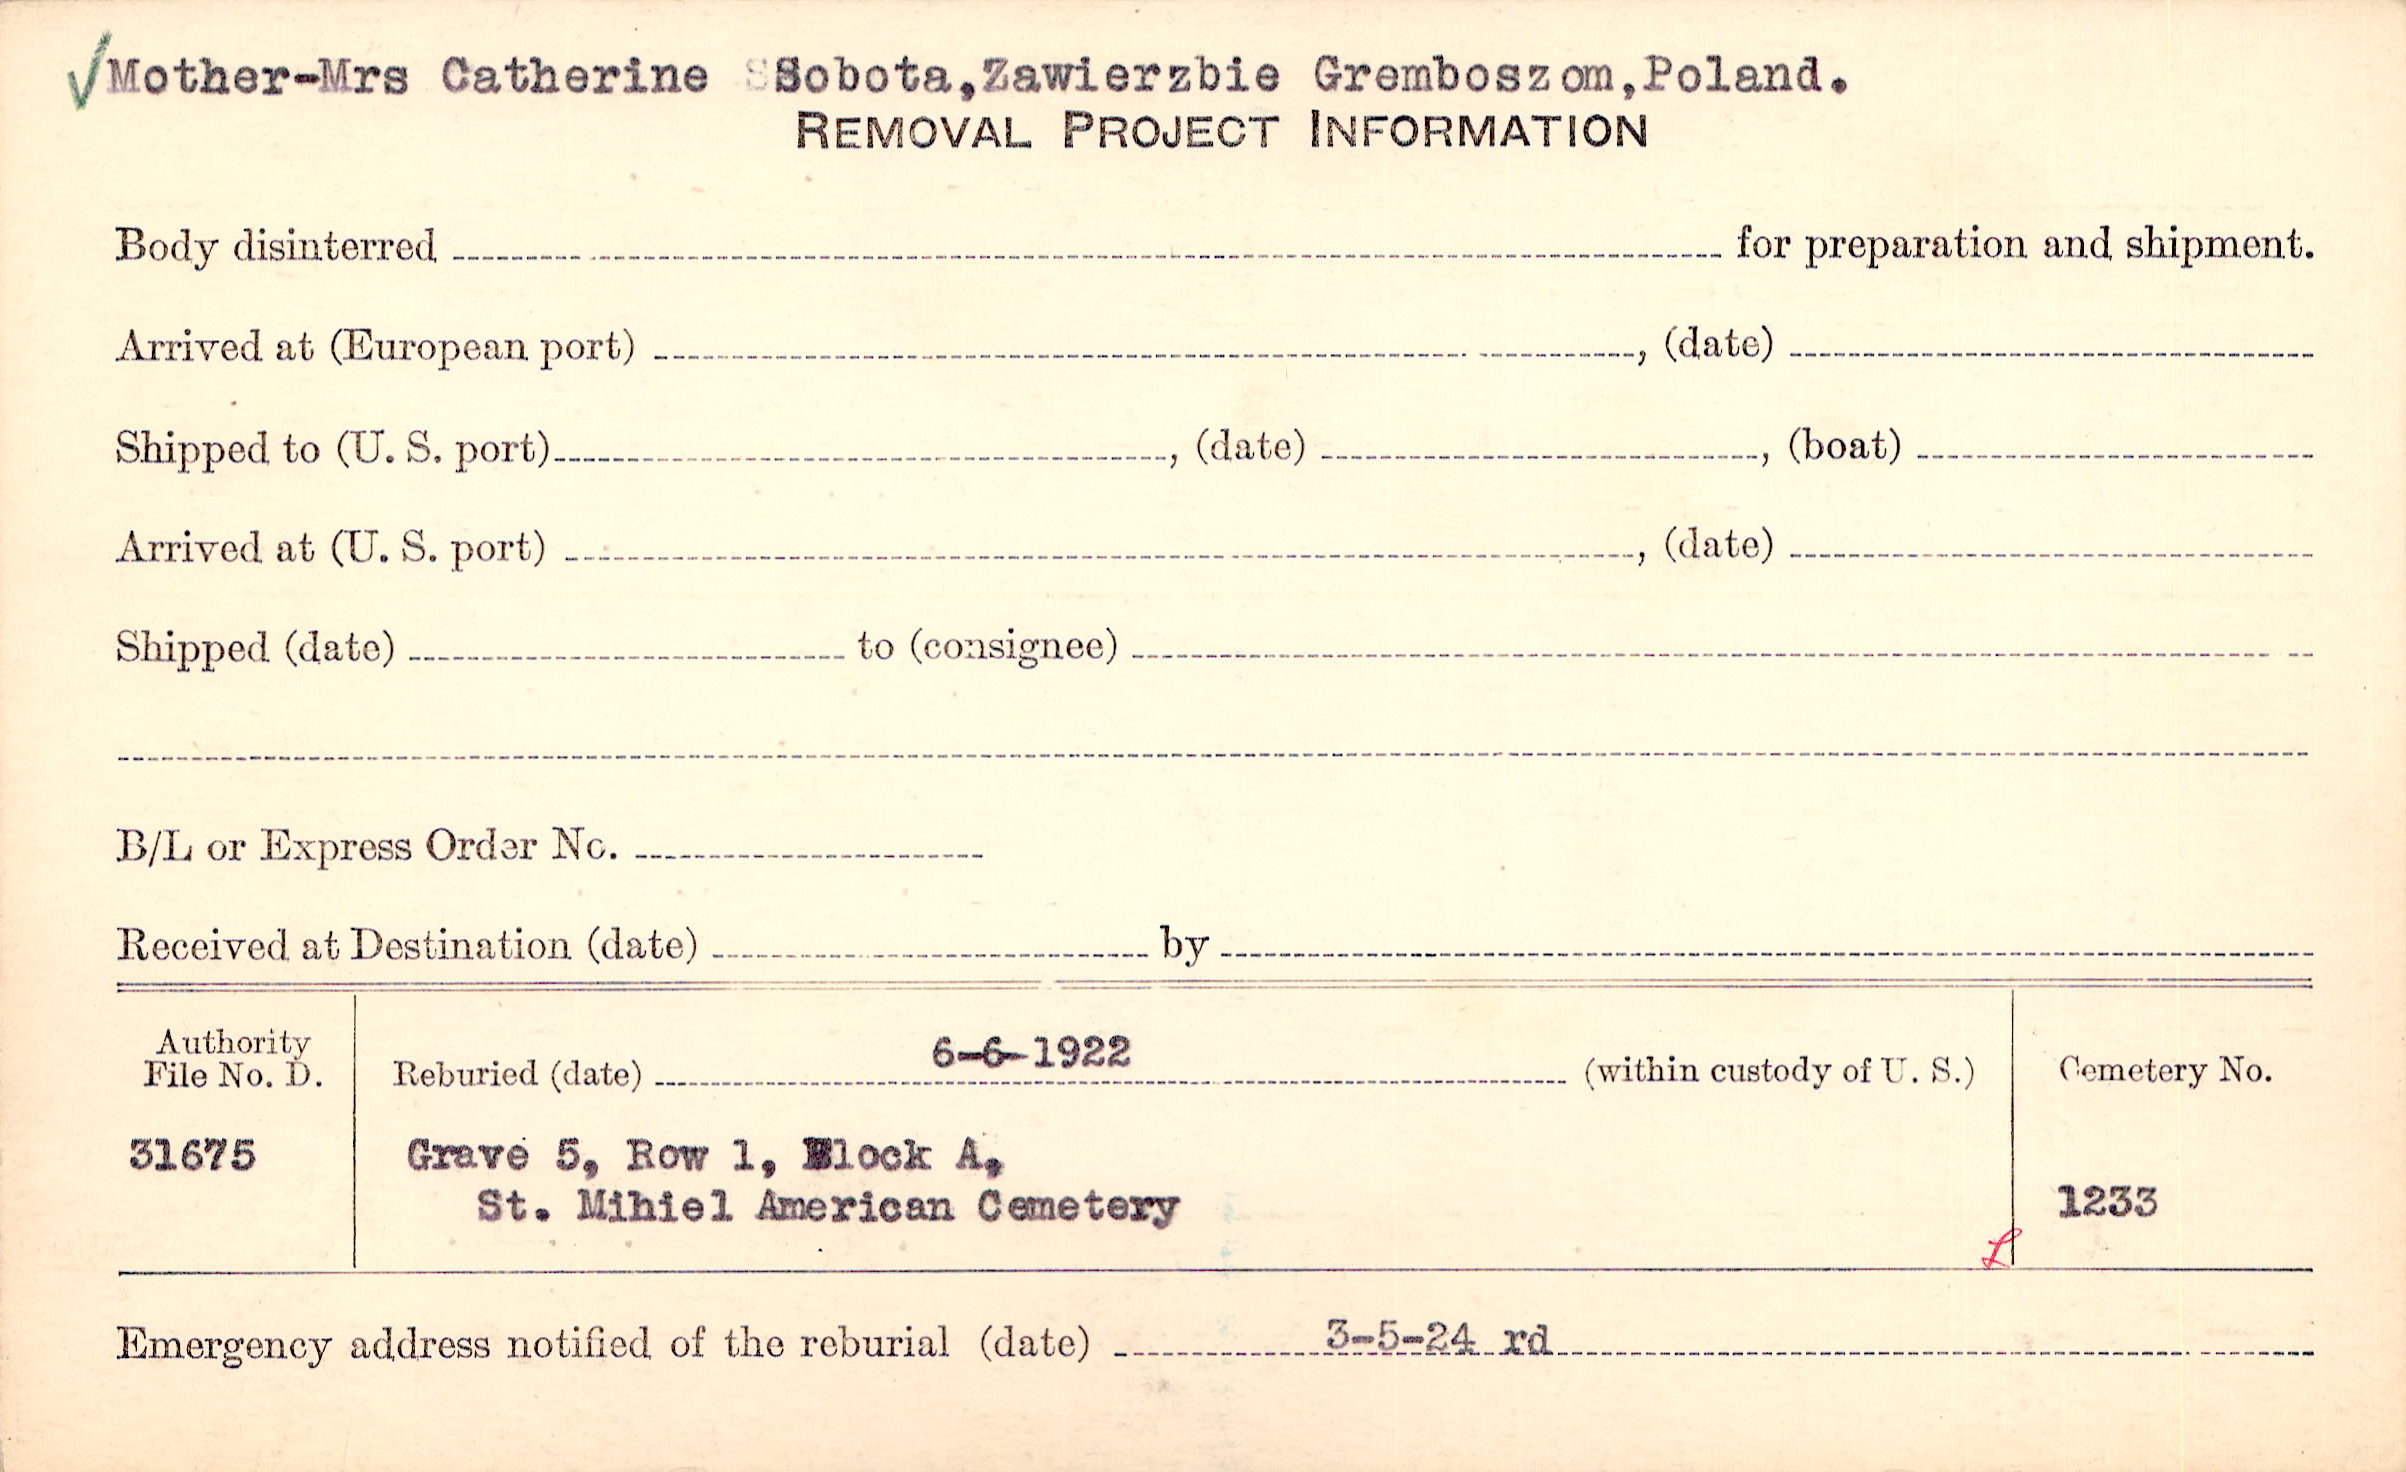 ✓Mother-Mrs Catherine Sobota,Zawierzbie Gremboszom,Poland.
REMOVAL PROJECT INFORMATION
Body disinterred for preparation and shipment.
Arrived at (European port) , (date)
Shipped to (U. S. port) , (date) , (boat)
Arrived at (U. S. port) , (date)
Shipped (date) to (consignee)
B/L or Express Order No.
Received at Destination (date) by
Authority
File No. D.
Reburied (date) 6-6-1922 (within custody of U. S.)
Cemetery No.
31675
Grave 5, Row 1, Block A,
St. Mihiel American Cemetery
1233
L
Emergency address notified of the reburial (date) 3-5-24 rd